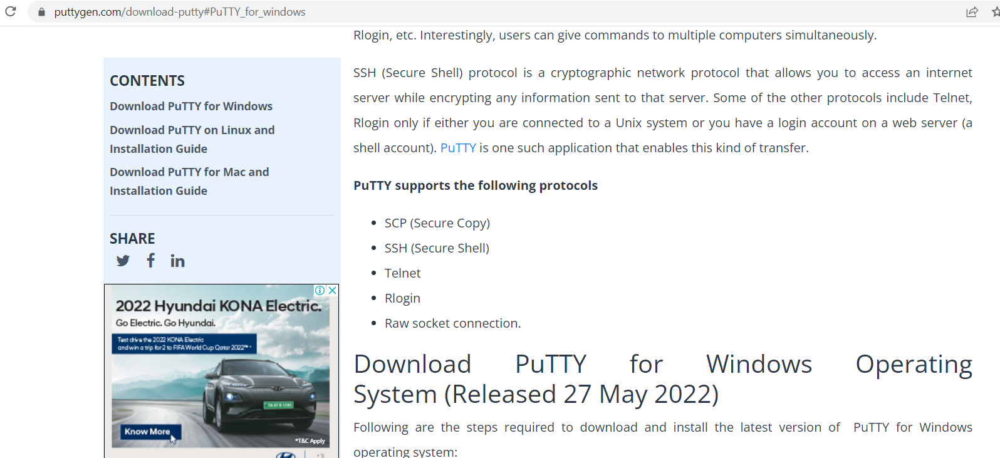 puttygen.com/download-putty#PuTTY_for_windows
Rlogin, etc. Interestingly, users can give commands to multiple computers simultaneously.
CONTENTS
Download PuTTY for Windows
Download PuTTY on Linux and
Installation Guide
Download PuTTY for Mac and
Installation Guide
SHARE
2022 Hyundai KONA Electric.
Go Electric. Go Hyundai.
Test drive the 2022 KONA Electric
and win a trip for 2 to FIFA World Cup Qatar 2022™*
Know More
*T&C Apply
SSH (Secure Shell) protocol is a cryptographic network protocol that allows you to access an internet
server while encrypting any information sent to that server. Some of the other protocols include Telnet,
Rlogin only if either you are connected to a Unix system or you have a login account on a web server (a
shell account). PuTTY is one such application that enables this kind of transfer.
PuTTY supports the following protocols
SCP (Secure Copy)
SSH (Secure Shell)
Telnet
Rlogin
Raw socket connection.
Download PuTTY for Windows Operating
System (Released 27 May 2022)
Following are the steps required to download and install the latest version of PuTTY for Windows
operating system: